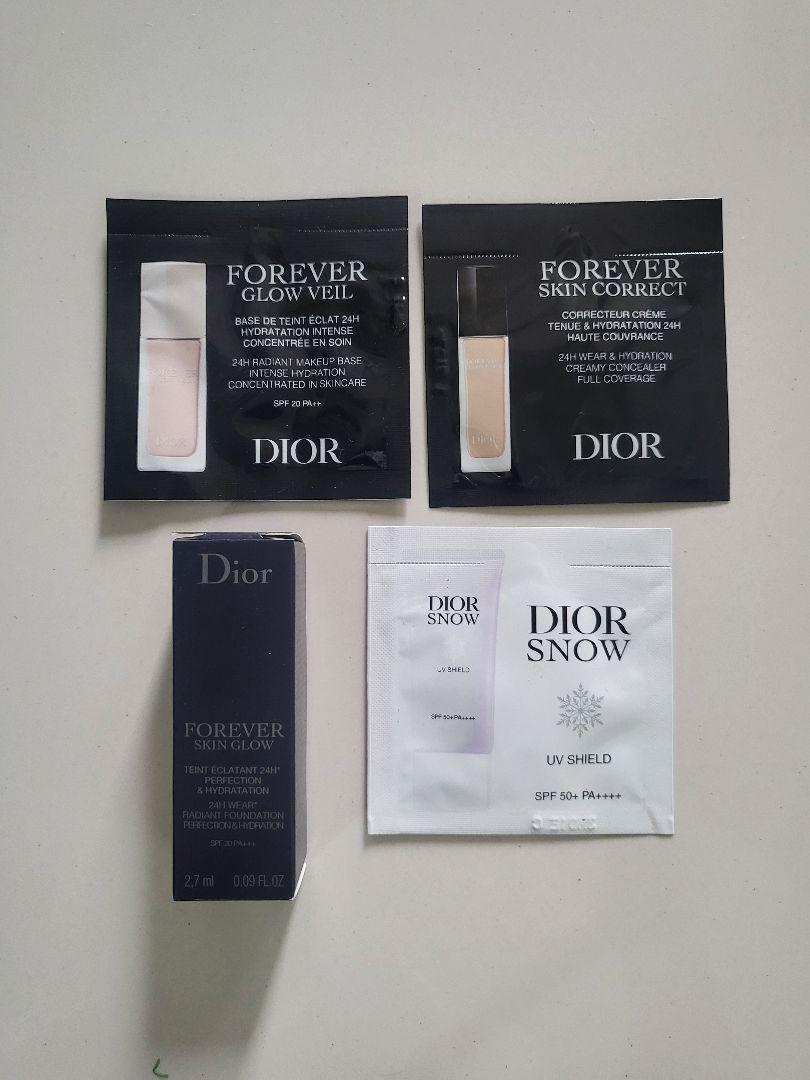 FOREVER
GLOW VEIL
BASE DE TEINT ÉCLAT 24H
HYDRATATION INTENSE
CONCENTRÉE EN SOIN
24H RADIANT MAKEUP BASE
INTENSE HYDRATION
CONCENTRATED IN SKINCARE
SPF 20 PA++
DIOR
FOREVER
SKIN CORRECT
CORRECTEUR CRÈME
TENUE & HYDRATATION 24H
HAUTE COUVRANCE
24H WEAR & HYDRATION
CREAMY CONCEALER
FULL COVERAGE
DIOR
DIOR
Dior
FOREVER
SKIN GLOW
TEINT ÉCLATANT 24H*
PERFECTION
& HYDRATATION
24H WEAR*
RADIANT FOUNDATION
PERFECTION & HYDRATION
SPF 20 PA+++
2,7 ml 0.09 FL.OZ
DIOR
SNOW
UV SHIELD
SPF 50+ PA++++
DIOR
SNOW
UV SHIELD
SPF 50+ PA++++